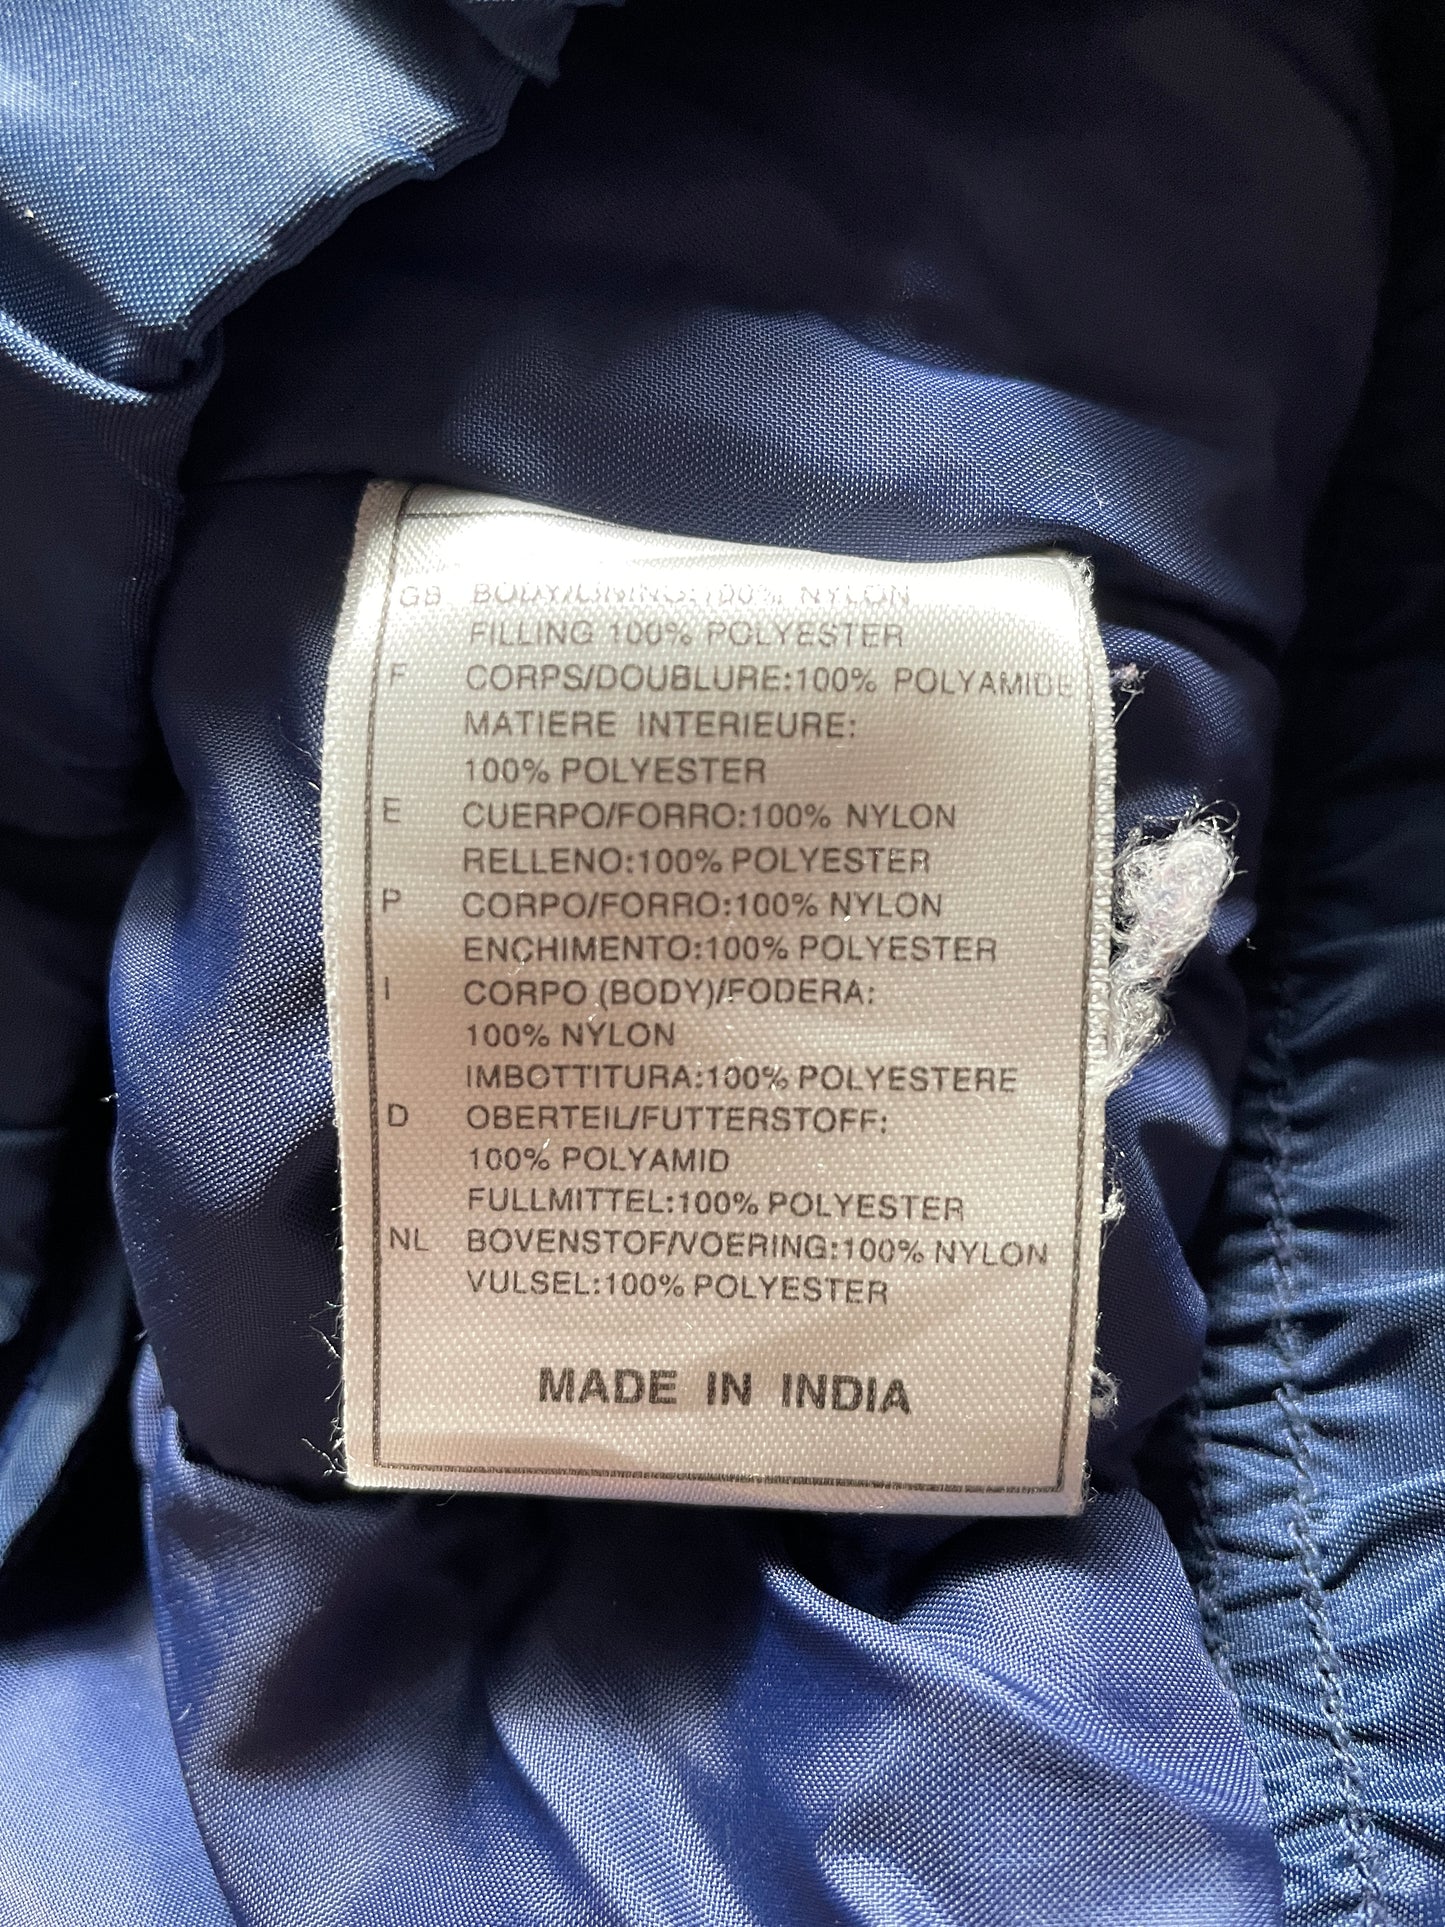 GB BODY/LINING:100% NYLON
FILLING 100% POLYESTER
F CORPS/DOUBLURE:100% POLYAMIDE
MATIERE INTERIEURE:
100% POLYESTER
E CUERPO/FORRO:100% NYLON
RELLENO:100% POLYESTER
P CORPO/FORRO:100% NYLON
ENCHIMENTO:100% POLYESTER
I CORPO (BODY)/FODERA:
100% NYLON
IMBOTTITURA:100% POLYESTERE
D OBERTEIL/FUTTERSTOFF:
100% POLYAMID
FULLMITTEL:100% POLYESTER
NL BOVENSTOF/VOERING:100% NYLON
VULSEL:100% POLYESTER
MADE IN INDIA